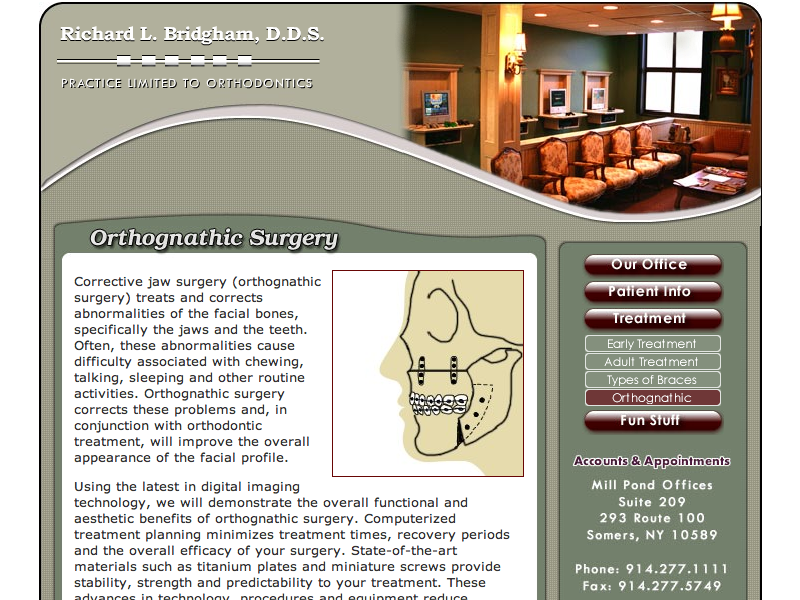 Richard L. Bridgham, D.D.S.
PRACTICE LIMITED TO ORTHODONTICS
Orthognathic Surgery
Corrective jaw surgery (orthognathic
surgery) treats and corrects
abnormalities of the facial bones,
specifically the jaws and the teeth.
Often, these abnormalities cause
difficulty associated with chewing,
talking, sleeping and other routine
activities. Orthognathic surgery
corrects these problems and, in
conjunction with orthodontic
treatment, will improve the overall
appearance of the facial profile.
Using the latest in digital imaging
technology, we will demonstrate the overall functional and
aesthetic benefits of orthognathic surgery. Computerized
treatment planning minimizes treatment times, recovery periods
and the overall efficacy of your surgery. State-of-the-art
materials such as titanium plates and miniature screws provide
stability, strength and predictability to your treatment. These
advances in technology, procedures and equipment reduce
Our Office
Patient Info
Treatment
Early Treatment
Adult Treatment
Types of Braces
Orthognathic
Fun Stuff
Accounts & Appointments
Mill Pond Offices
Suite 209
293 Route 100
Somers, NY 10589
Phone: 914.277.1111
Fax: 914.277.5749